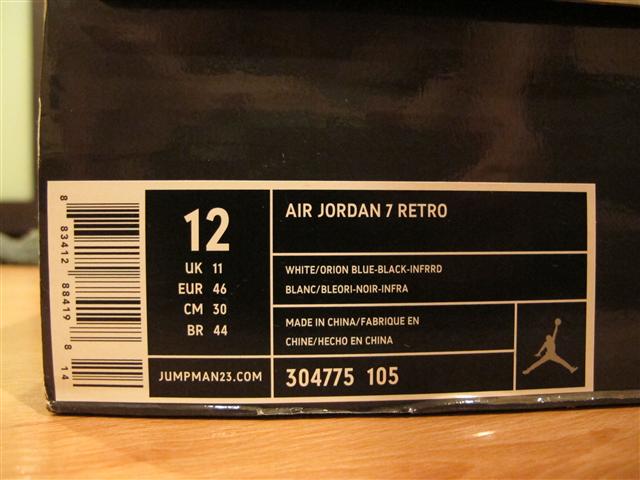 8 83412 88419 8 14
12
UK 11
EUR 46
CM 30
BR 44
JUMPMAN23.COM
AIR JORDAN 7 RETRO
WHITE/ORION BLUE-BLACK-INFRRD
BLANC/BLEORI-NOIR-INFRA
MADE IN CHINA/FABRIQUE EN
CHINE/HECHO EN CHINA
304775 105